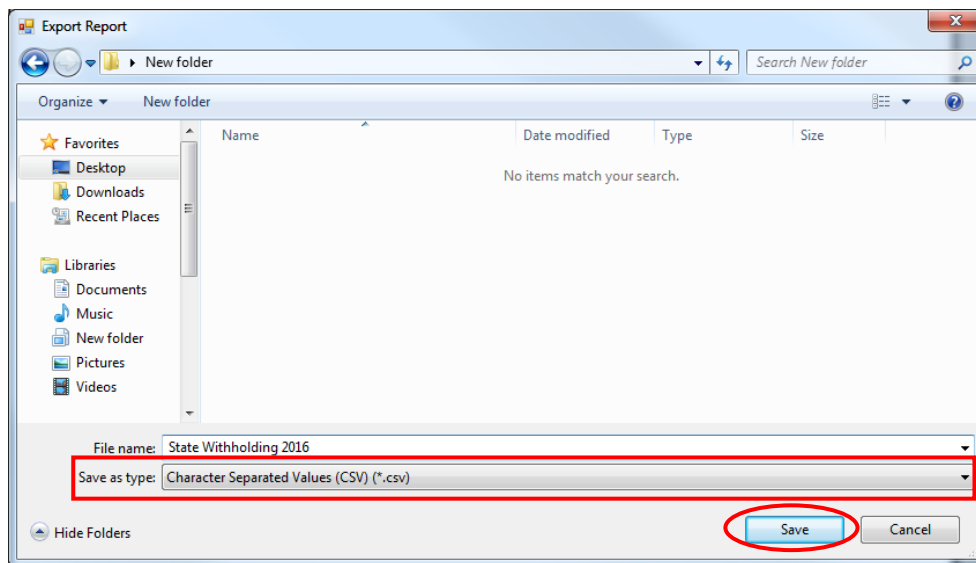 Export Report
New folder
Search New folder
Organize
New folder
Name
Date modified
Type
Size
No items match your search.
Favorites
Desktop
Downloads
Recent Places
Libraries
Documents
Music
New folder
Pictures
Videos
File name: State Withholding 2016
Save as type: Character Separated Values (CSV) (*.csv)
Hide Folders
Save
Cancel